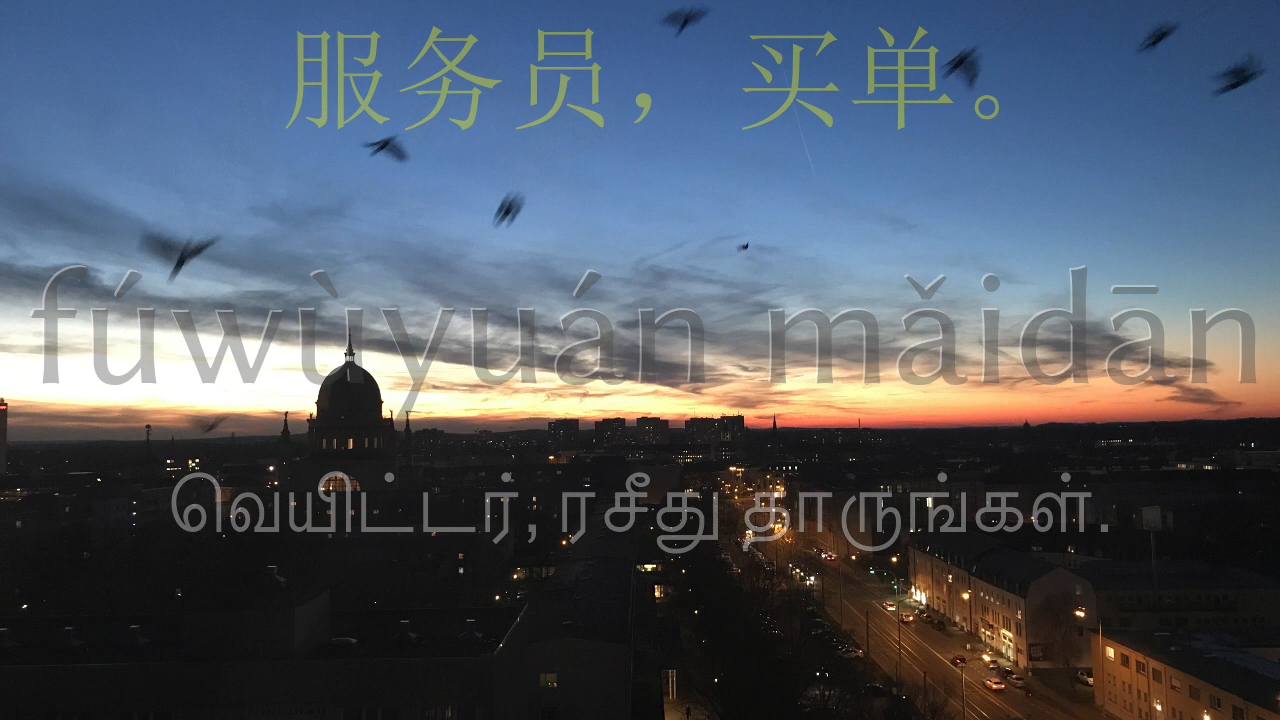 服务员，买单。
fúwùyuán mǎidān
வெயிட்டர்,ரசீது தாருங்கள்.